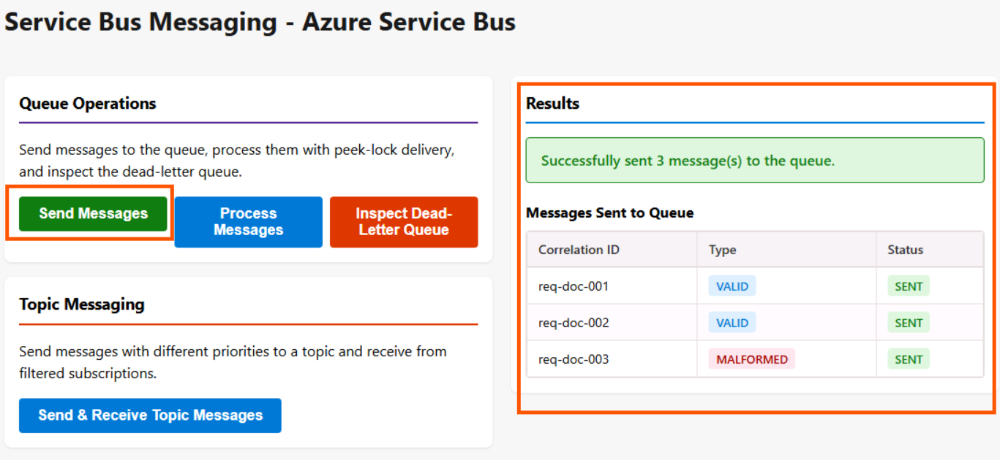 Service Bus Messaging - Azure Service Bus
Queue Operations
Send messages to the queue, process them with peek-lock delivery,
and inspect the dead-letter queue.
Send Messages
Process
Messages
Inspect Dead-
Letter Queue
Topic Messaging
Send messages with different priorities to a topic and receive from
filtered subscriptions.
Send & Receive Topic Messages
Results
Successfully sent 3 message(s) to the queue.
Messages Sent to Queue
Correlation ID Type Status
req-doc-001 VALID SENT
req-doc-002 VALID SENT
req-doc-003 MALFORMED SENT